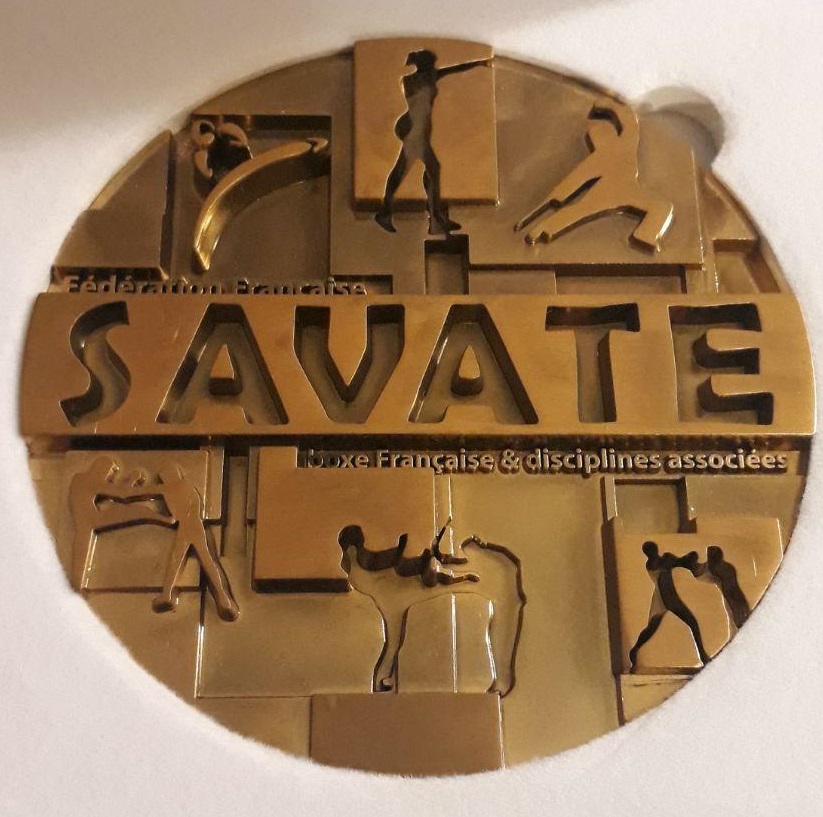 Fédération Française
SAVATE
boxe Française & disciplines associées